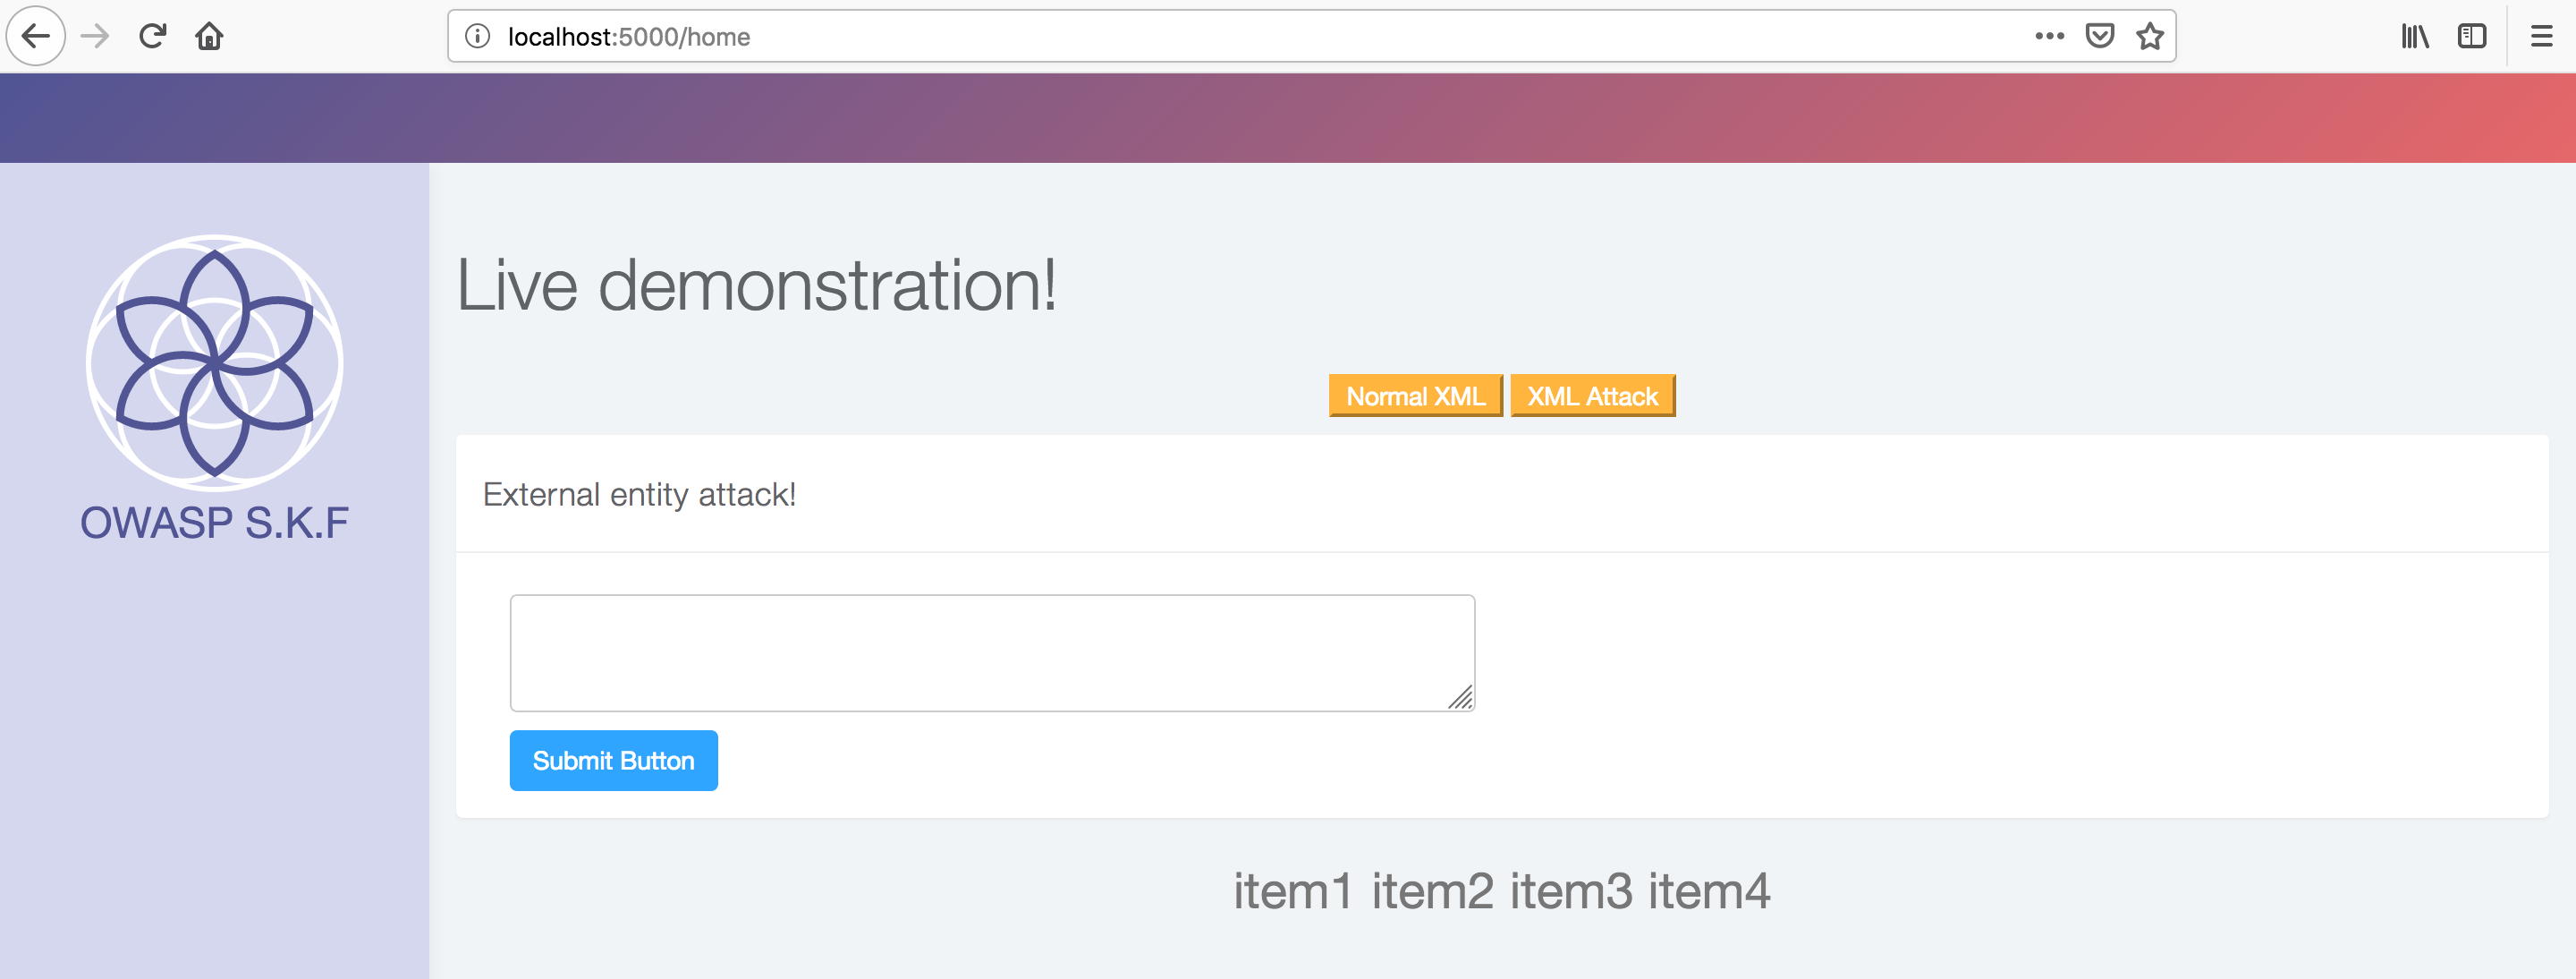 localhost:5000/home
Live demonstration!
Normal XML XML Attack
External entity attack!
OWASP S.K.F
Submit Button
item1 item2 item3 item4